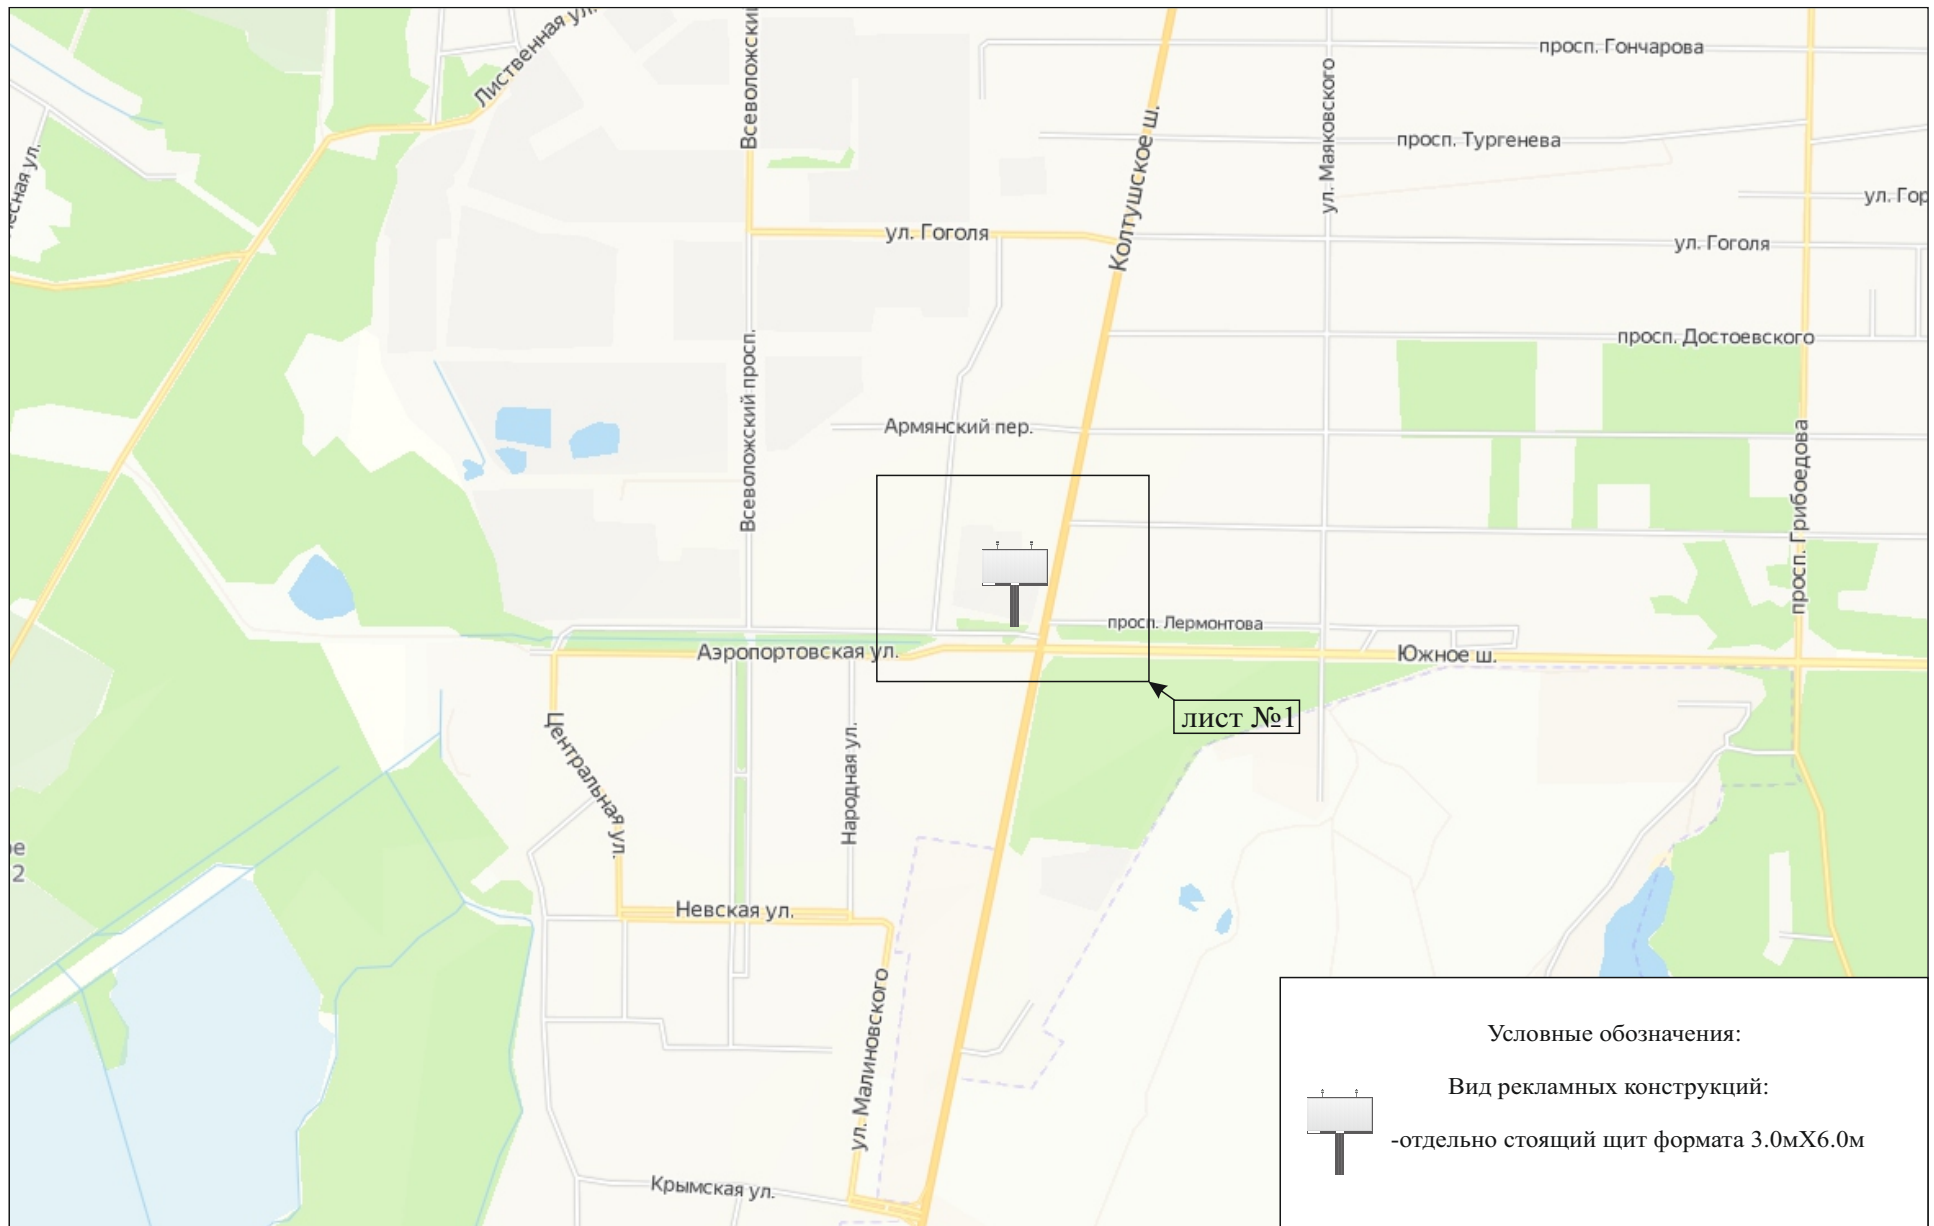 Лиственная ул.
Всеволожский
просп. Гончарова
ул. Маяковского
Колтушское ш.
просп. Тургенева
ул. Гор
ул. Гоголя
ул. Гоголя
просп. Достоевского
Всеволожский просп.
Армянский пер.
просп. Грибоедова
просп. Лермонтова
Аэропортовская ул.
Южное ш.
лист №1
Центральная ул.
Народная ул.
2
Невская ул.
ул. Малиновского
Крымская ул.
Условные обозначения:
Вид рекламных конструкций:
-отдельно стоящий щит формата 3.0мХ6.0м